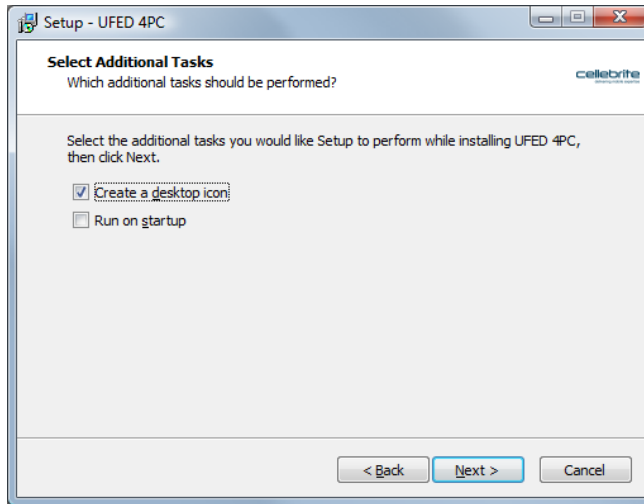 Setup - UFED 4PC
Select Additional Tasks
Which additional tasks should be performed?
cellebrite
Select the additional tasks you would like Setup to perform while installing UFED 4PC,
then click Next.
Create a desktop icon
Run on startup
< Back
Next >
Cancel